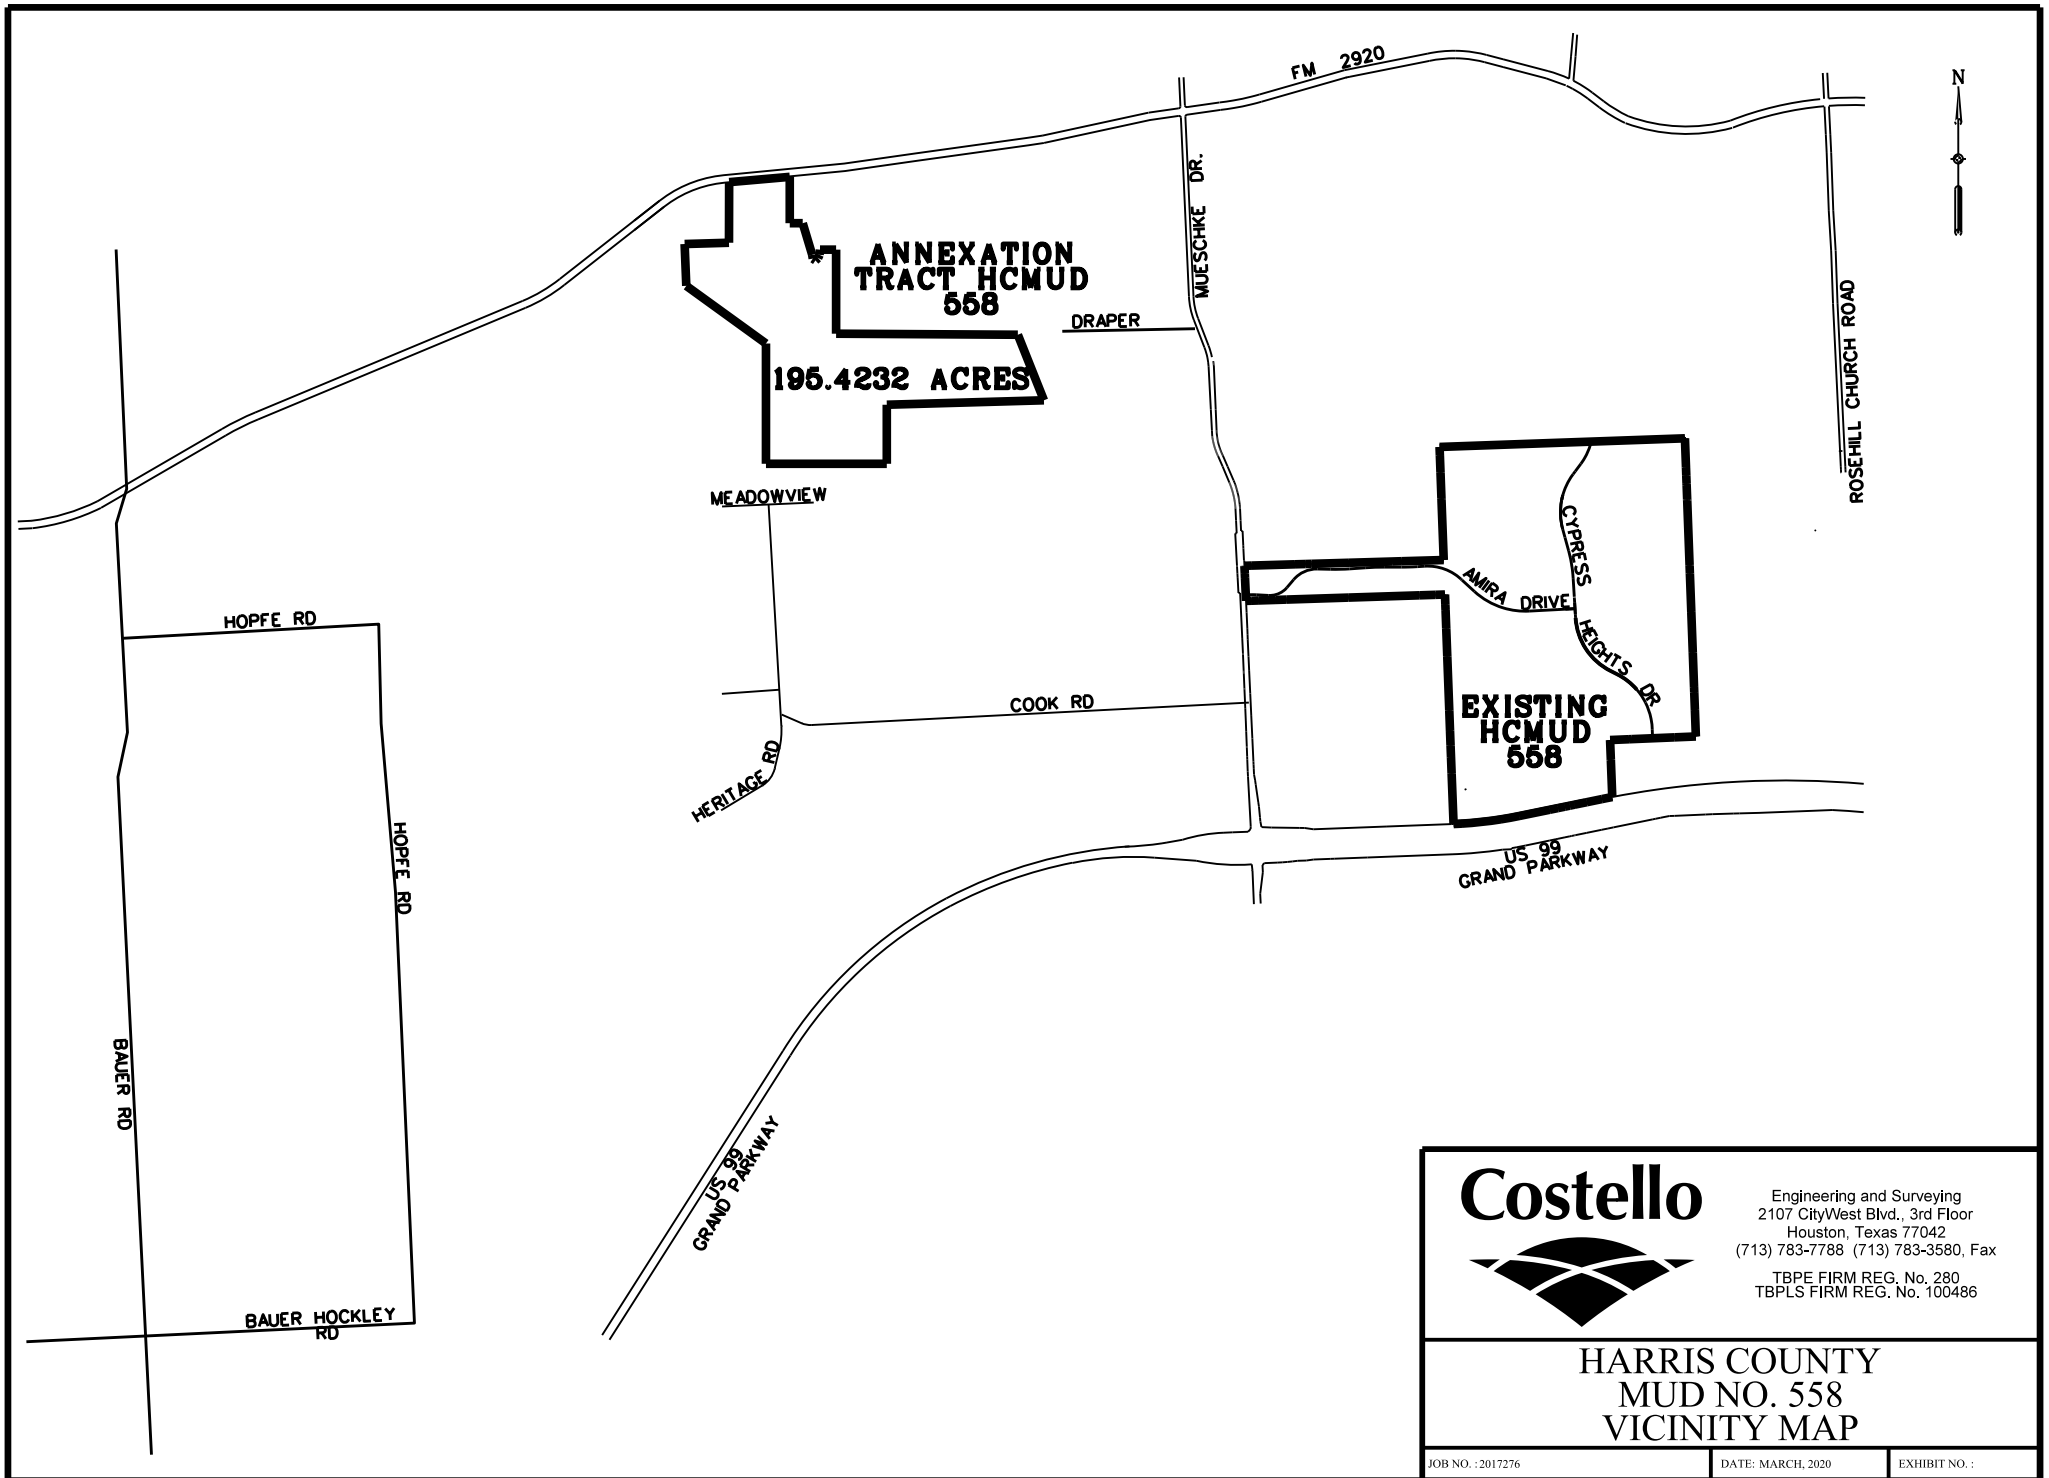 FM 2920
N
MUESCHKE DR.
ANNEXATION
TRACT HCMUD
558
DRAPER
195.4232 ACRES
ROSEHILL CHURCH ROAD
MEADOWVIEW
CYPRESS
AMIRA DRIVE
HEIGHTS DR
HOPFE RD
COOK RD
EXISTING
HCMUD
558
HERITAGE RD
HOPFE RD
US 99
GRAND PARKWAY
BAUER RD
US 99
GRAND PARKWAY
BAUER HOCKLEY
RD
Costello
Engineering and Surveying
2107 CityWest Blvd., 3rd Floor
Houston, Texas 77042
(713) 783-7788 (713) 783-3580, Fax
TBPE FIRM REG. No. 280
TBPLS FIRM REG. No. 100486
HARRIS COUNTY
MUD NO. 558
VICINITY MAP
JOB NO. : 2017276
DATE: MARCH, 2020
EXHIBIT NO. :